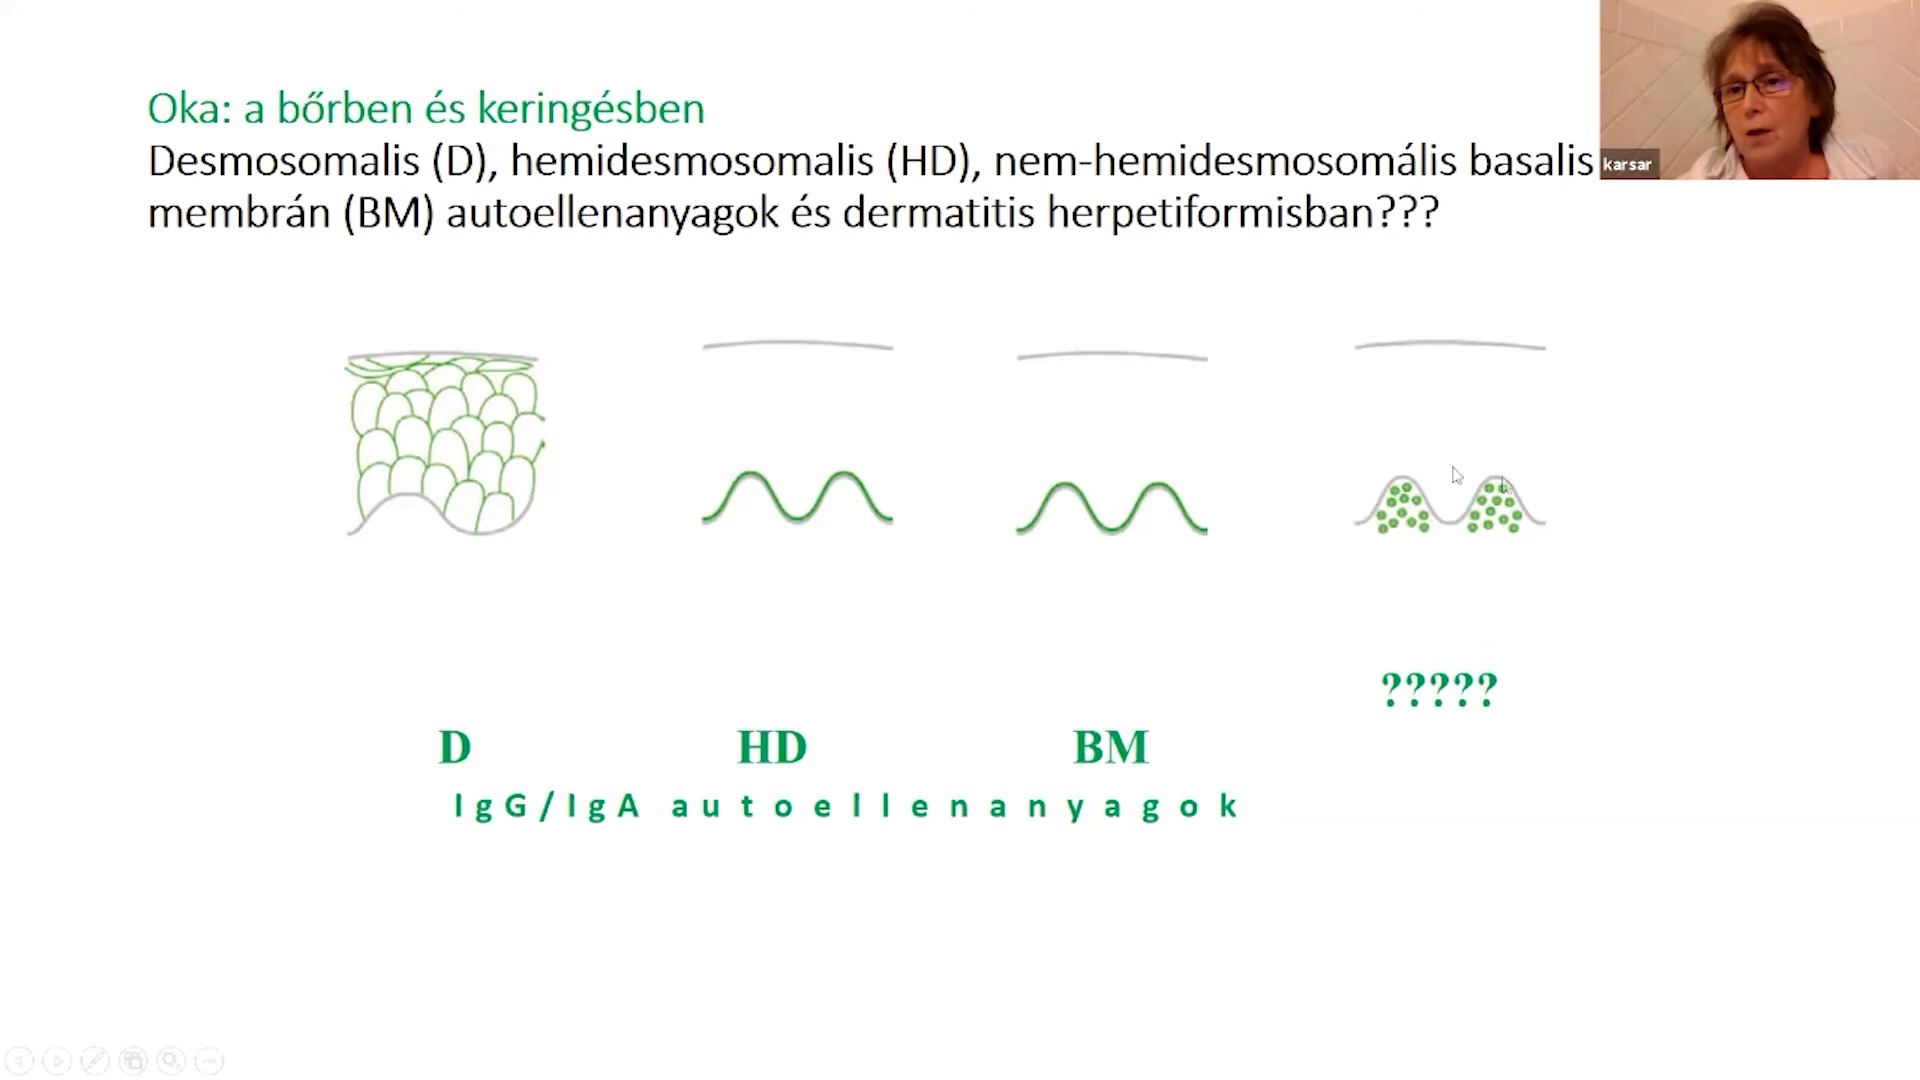 Oka: a bőrben és keringésben
Desmosomalis (D), hemidesmosomalis (HD), nem-hemidesmosomális basalis
membrán (BM) autoellenanyagok és dermatitis herpetiformisban???
karsar
?????
D HD BM
IgG/IgA autoellenanyagok